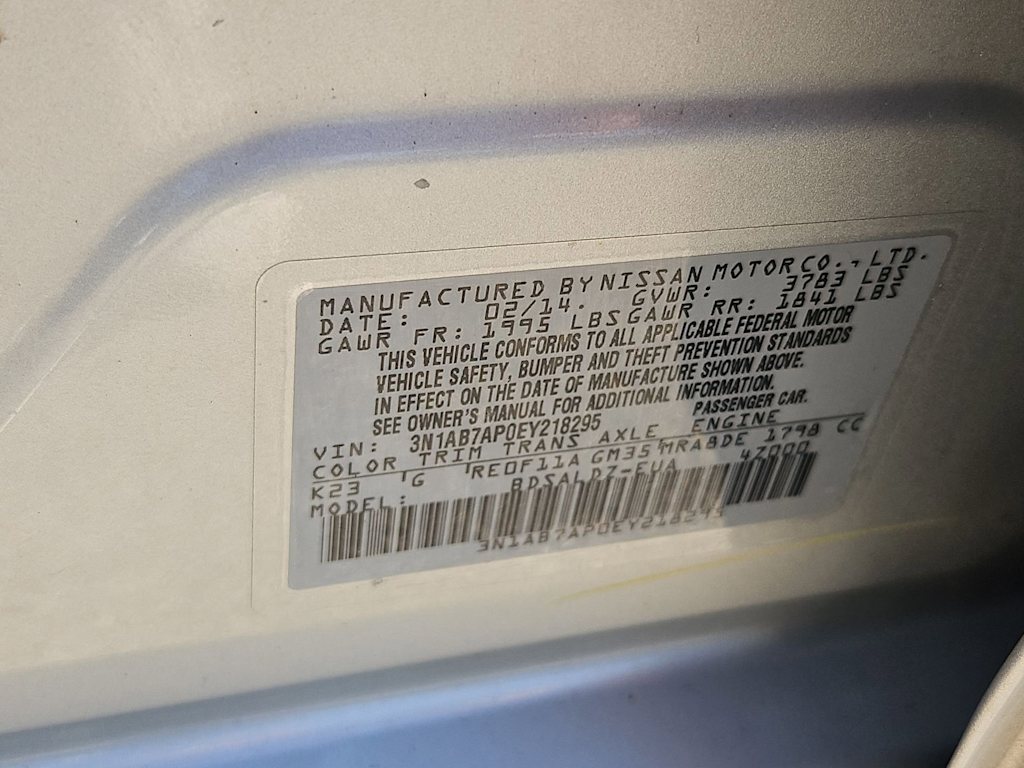 MANUFACTURED BY NISSAN MOTOR CO., LTD.
DATE: 02/14. GVWR: 3783 LBS
GAWR FR: 1995 LBS GAWR RR: 1841 LBS
THIS VEHICLE CONFORMS TO ALL APPLICABLE FEDERAL MOTOR
VEHICLE SAFETY, BUMPER AND THEFT PREVENTION STANDARDS
IN EFFECT ON THE DATE OF MANUFACTURE SHOWN ABOVE.
SEE OWNER'S MANUAL FOR ADDITIONAL INFORMATION.
VIN: 3N1AB7AP0EY218295 PASSENGER CAR.
COLOR TRIM TRANS AXLE ENGINE
K23 G RE0F11A GM35 MRA8DE 1798 CC
MODEL: BDSALDZ-EUA 4Z000
3N1AB7AP0EY218295